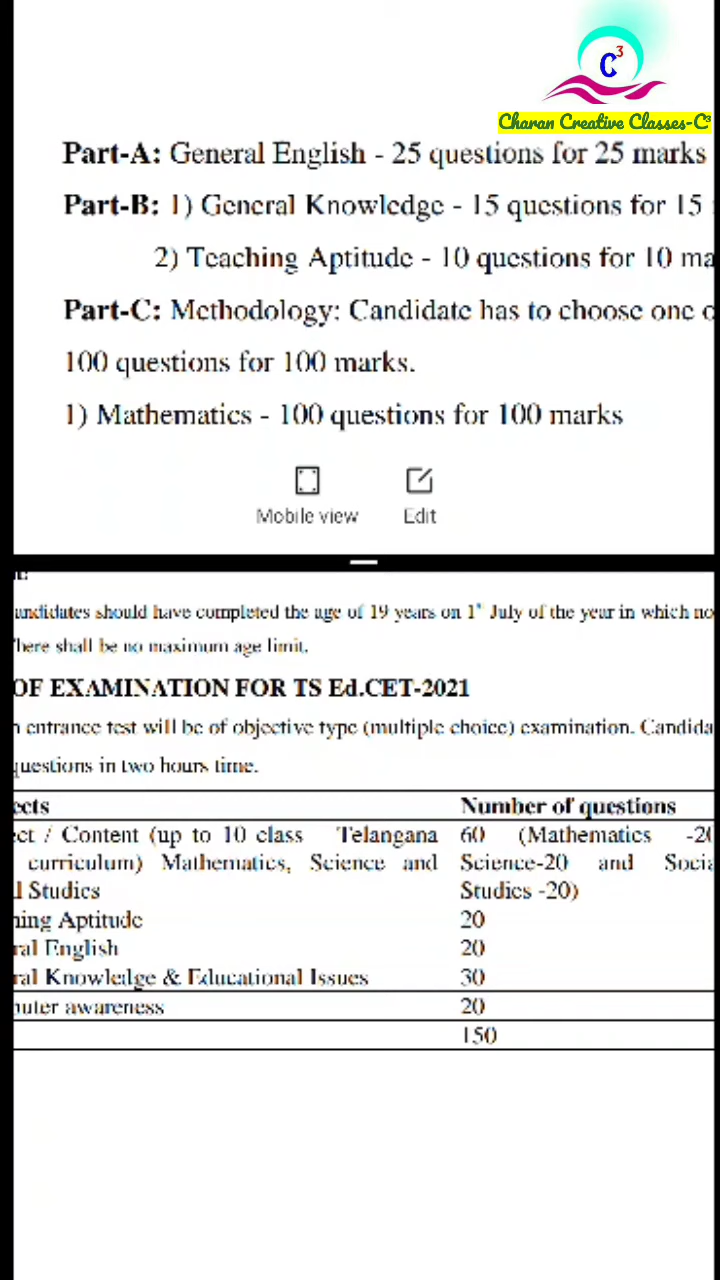 C³
Charan Creative Classes-C³
Part-A: General English - 25 questions for 25 marks
Part-B: 1) General Knowledge - 15 questions for 15
2) Teaching Aptitude - 10 questions for 10 ma
Part-C: Methodology: Candidate has to choose one o
100 questions for 100 marks.
1) Mathematics - 100 questions for 100 marks
Mobile view Edit
andidates should have completed the age of 19 years on 1st July of the year in which no
here shall be no maximum age limit.
OF EXAMINATION FOR TS Ed.CET-2021
n entrance test will be of objective type (multiple choice) examination. Candida
questions in two hours time.
ects Number of questions
ect / Content (up to 10 class Telangana 60 (Mathematics -20
curriculum) Mathematics, Science and Science-20 and Socia
l Studies Studies -20)
hing Aptitude 20
ral English 20
ral Knowledge & Educational Issues 30
puter awareness 20
150